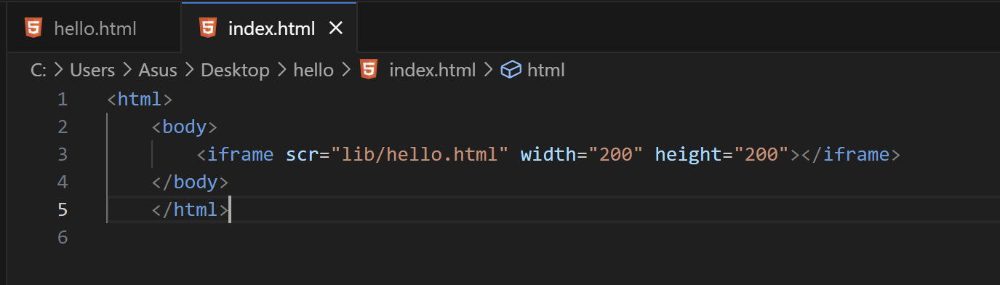 hello.html index.html
C: > Users > Asus > Desktop > hello > index.html > html
1 <html>
2 <body>
3 <iframe scr="lib/hello.html" width="200" height="200"></iframe>
4 </body>
5 </html>
6